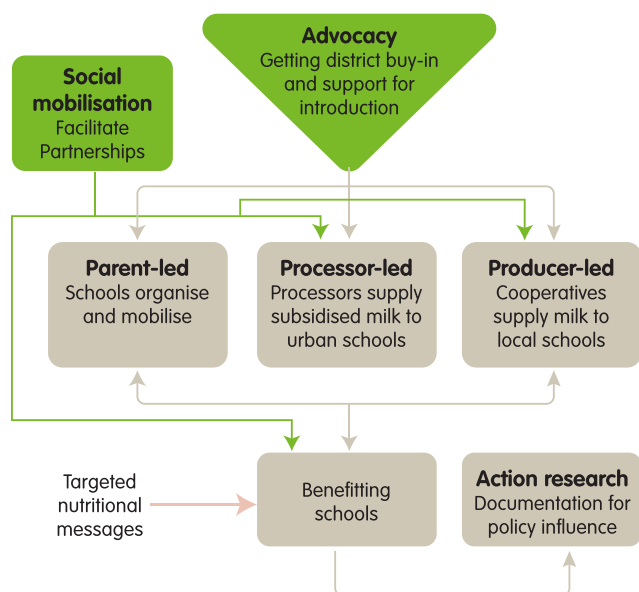 Advocacy
Getting district buy-in
and support for
introduction
Social
mobilisation
Facilitate
Partnerships
Parent-led
Schools organise
and mobilise
Processor-led
Processors supply
subsidised milk to
urban schools
Producer-led
Cooperatives
supply milk to
local schools
Targeted
nutritional
messages
Benefitting
schools
Action research
Documentation for
policy influence